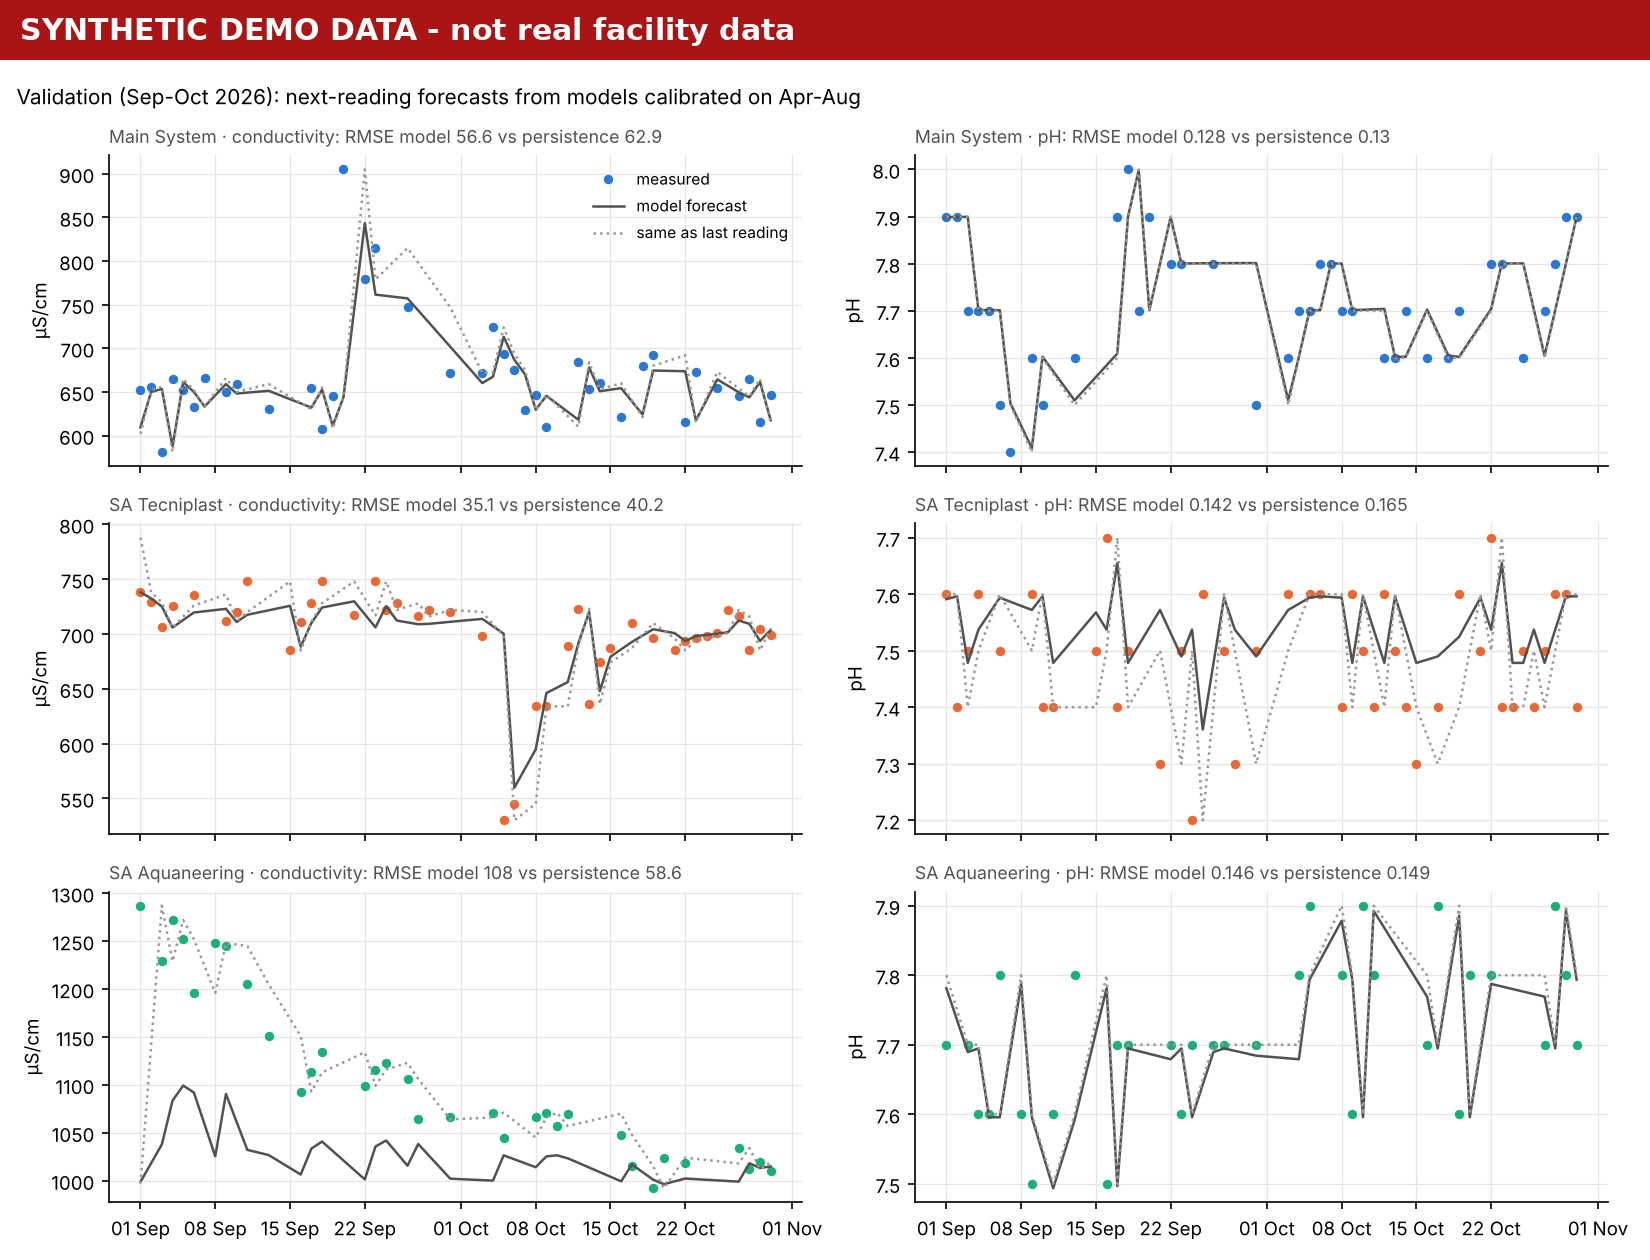 SYNTHETIC DEMO DATA - not real facility data
Validation (Sep-Oct 2026): next-reading forecasts from models calibrated on Apr-Aug
Main System · conductivity: RMSE model 56.6 vs persistence 62.9
900
850
800
750
700
650
600
µS/cm
measured
model forecast
same as last reading
Main System · pH: RMSE model 0.128 vs persistence 0.13
8.0
7.9
7.8
7.7
7.6
7.5
7.4
pH
SA Tecniplast · conductivity: RMSE model 35.1 vs persistence 40.2
800
750
700
650
600
550
µS/cm
SA Tecniplast · pH: RMSE model 0.142 vs persistence 0.165
7.7
7.6
7.5
7.4
7.3
7.2
pH
SA Aquaneering · conductivity: RMSE model 108 vs persistence 58.6
1300
1250
1200
1150
1100
1050
1000
µS/cm
01 Sep 08 Sep 15 Sep 22 Sep 01 Oct 08 Oct 15 Oct 22 Oct 01 Nov
SA Aquaneering · pH: RMSE model 0.146 vs persistence 0.149
7.9
7.8
7.7
7.6
7.5
pH
01 Sep 08 Sep 15 Sep 22 Sep 01 Oct 08 Oct 15 Oct 22 Oct 01 Nov